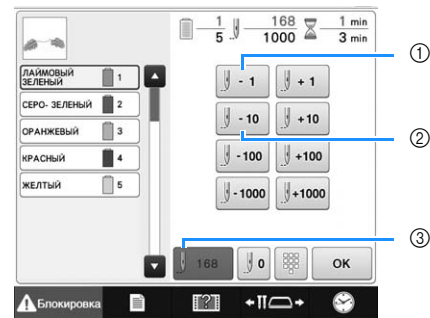 1
5
168
1000
1 min
3 min
ЛАЙМОВЫЙ
ЗЕЛЕНЫЙ 1
СЕРО- ЗЕЛЕНЫЙ 2
ОРАНЖЕВЫЙ 3
КРАСНЫЙ 4
ЖЕЛТЫЙ 5
- 1 + 1
- 10 +10
-100 +100
-1000 +1000
168 0 OK
Блокировка
①
②
③